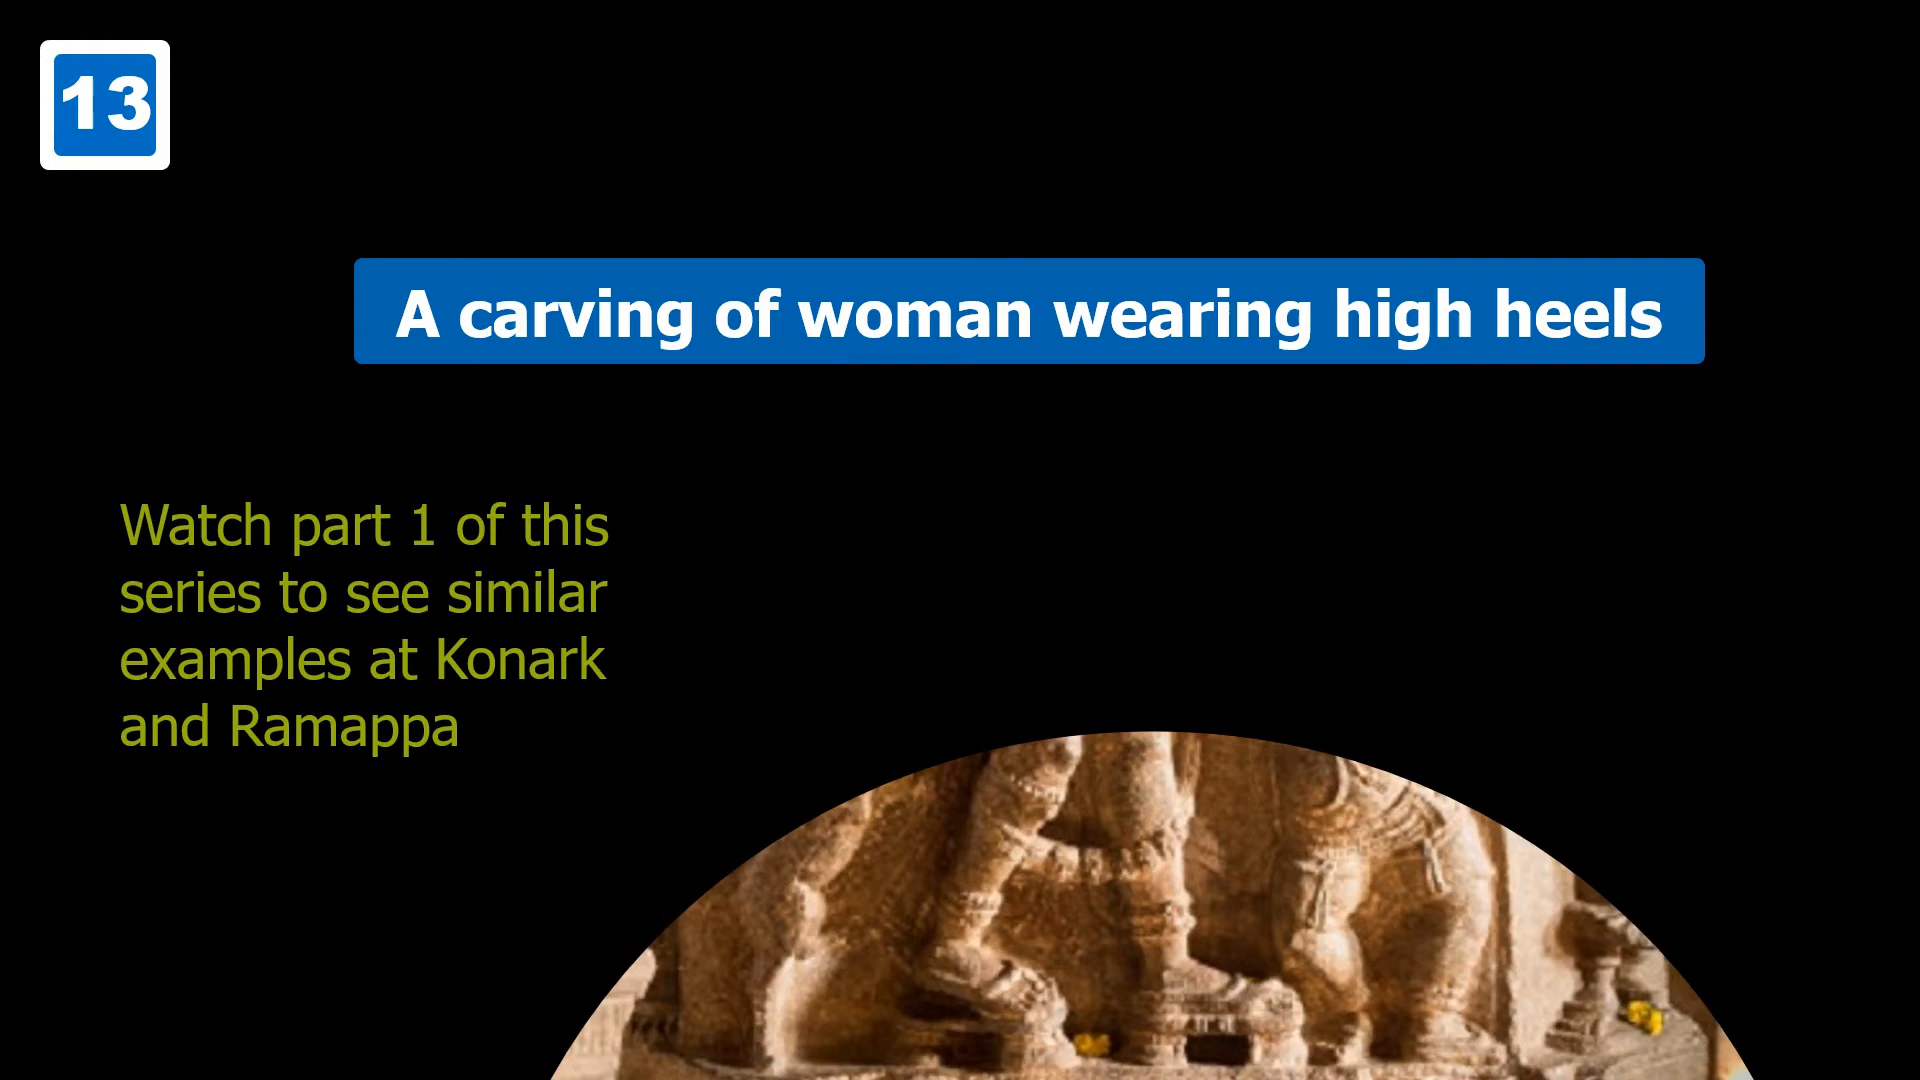 13
A carving of woman wearing high heels
Watch part 1 of this
series to see similar
examples at Konark
and Ramappa